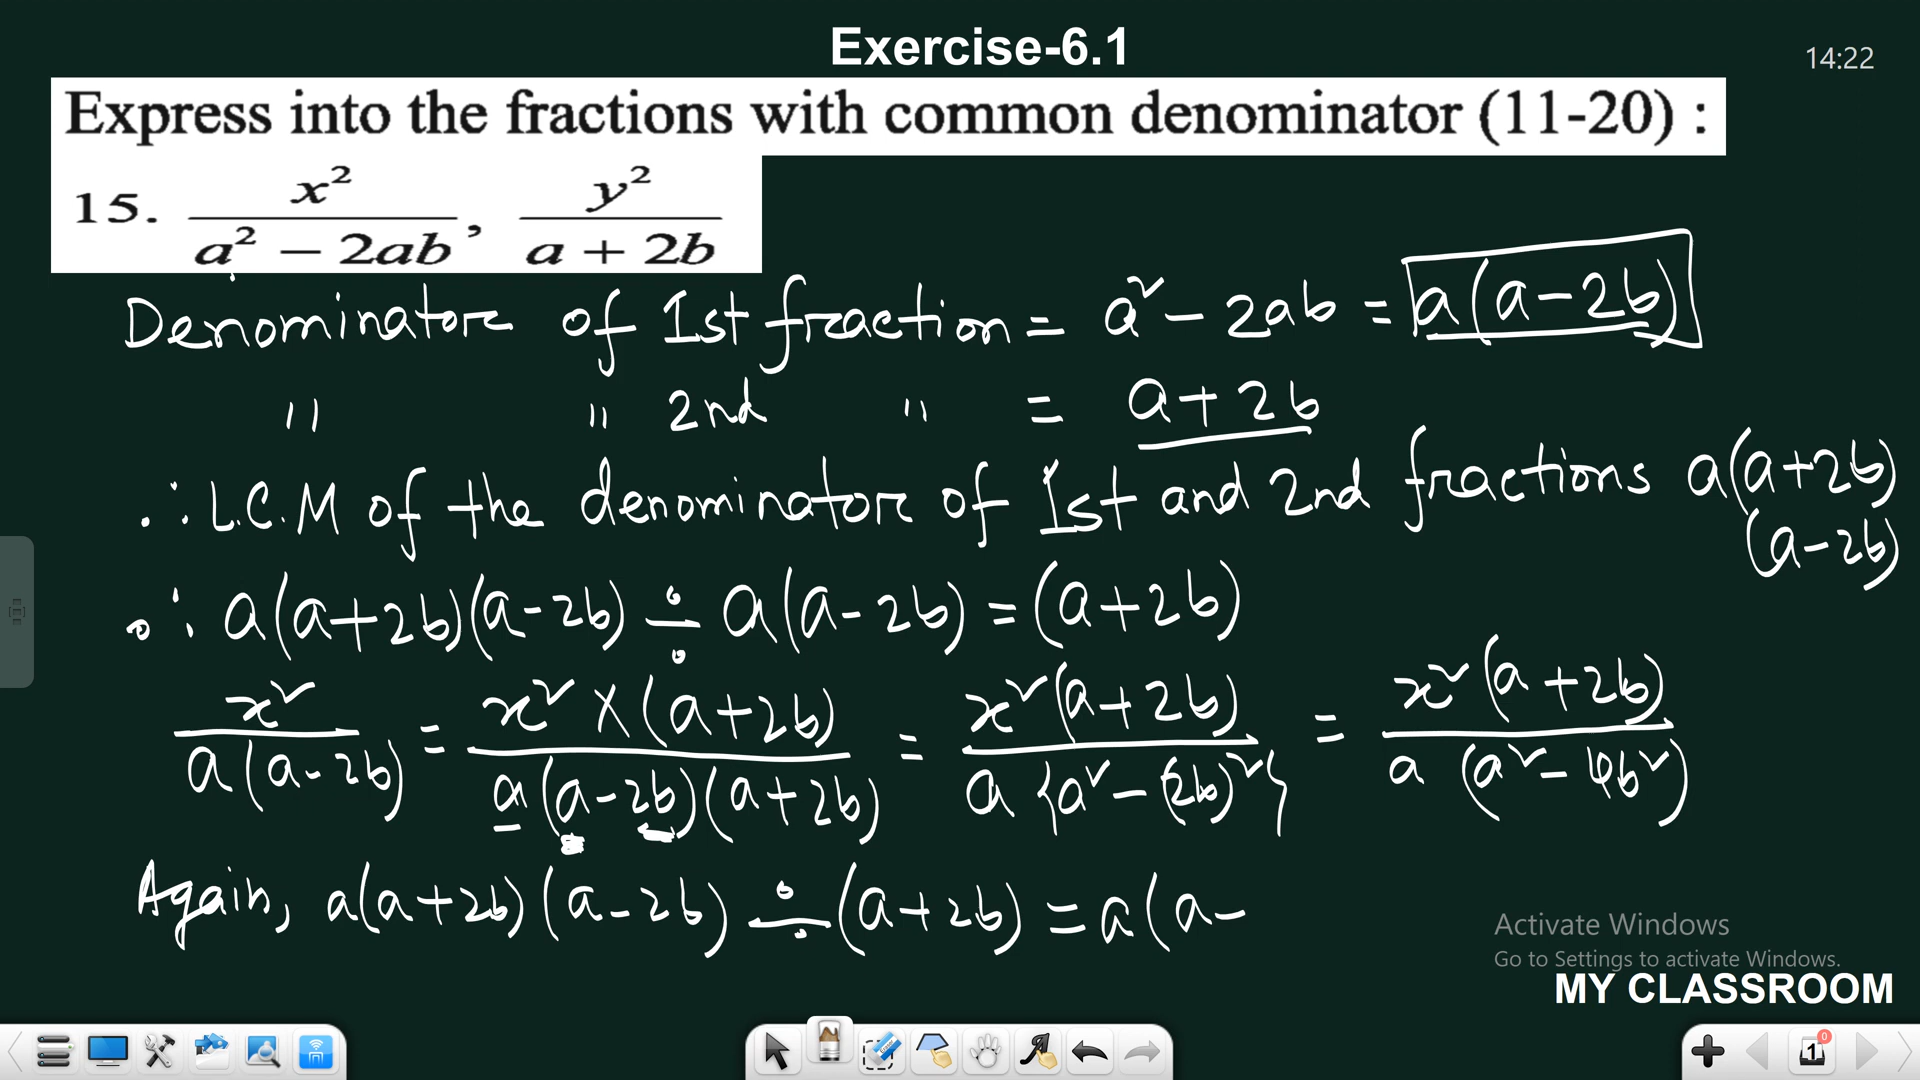 Exercise-6.1
14:22
Express into the fractions with common denominator (11-20) :
15. x²/(a² − 2ab), y²/(a + 2b)
Denominator of 1st fraction = a² − 2ab = a(a−2b)
" " 2nd " = a+2b
∴ L.C.M of the denominator of 1st and 2nd fractions a(a+2b)
(a−2b)
∴ a(a+2b)(a−2b) ÷ a(a−2b) = (a+2b)
x²/a(a−2b) = x² × (a+2b)/a(a−2b)(a+2b) = x²(a+2b)/a{a²−(2b)²} = x²(a+2b)/a(a²−4b²)
Again, a(a+2b)(a−2b) ÷ (a+2b) = a(a−
Activate Windows
Go to Settings to activate Windows.
MY CLASSROOM
1
0